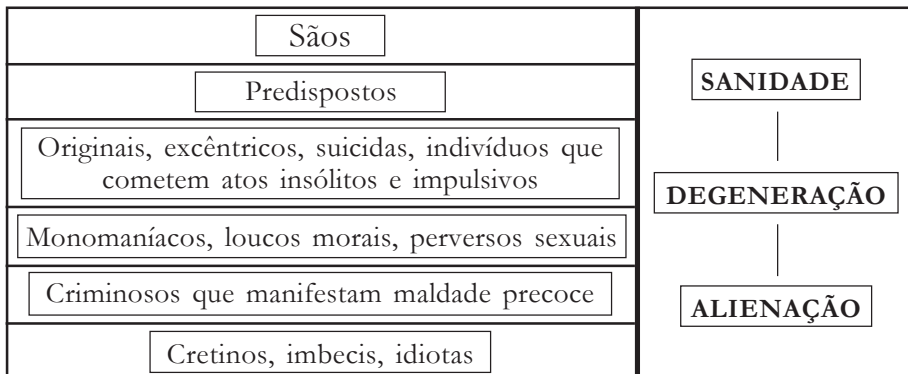 Sãos
Predispostos
Originais, excêntricos, suicidas, indivíduos que
cometem atos insólitos e impulsivos
Monomaníacos, loucos morais, perversos sexuais
Criminosos que manifestam maldade precoce
Cretinos, imbecis, idiotas
SANIDADE
DEGENERAÇÃO
ALIENAÇÃO